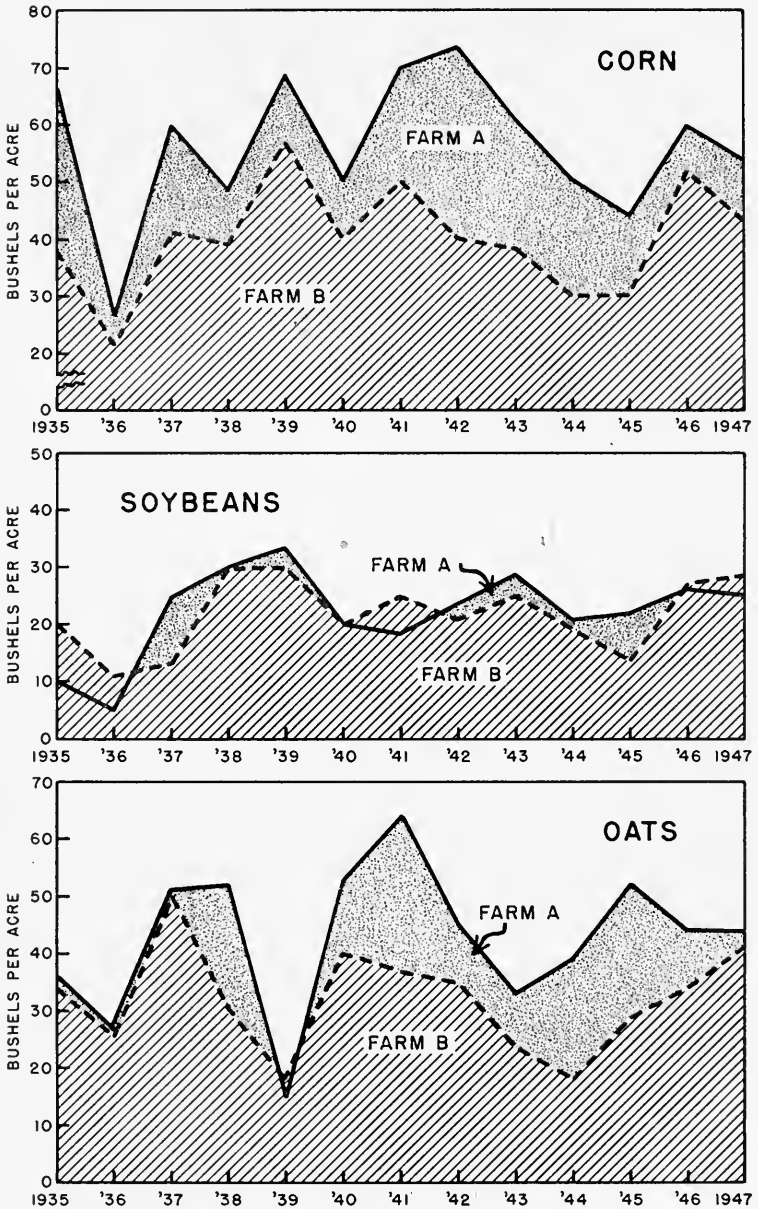 80
CORN
70
60
FARM A
50
40
30
FARM B
20
0
BUSHELS PER ACRE
1935 '36 '37 '38 '39 '40 '41 '42 '43 '44 '45 '46 1947
50
SOYBEANS
40
FARM A
30
20
FARM B
10
0
BUSHELS PER ACRE
1935 '36 '37 '38 '39 '40 '41 '42 '43 '44 '45 '46 1947
70
OATS
60
50
FARM A
40
30
FARM B
20
10
0
BUSHELS PER ACRE
1935 '36 '37 '38 '39 '40 '41 '42 '43 '44 '45 '46 1947